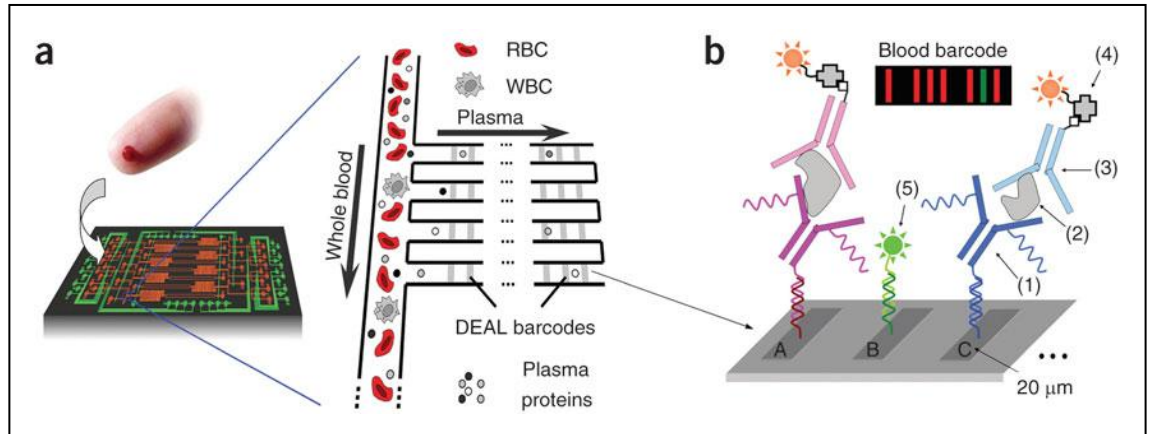 a
RBC
WBC
Plasma
...
...
Whole blood
DEAL barcodes
Plasma
proteins
b
Blood barcode
(4)
(3)
(5)
(2)
(1)
A
B
C
...
20 μm